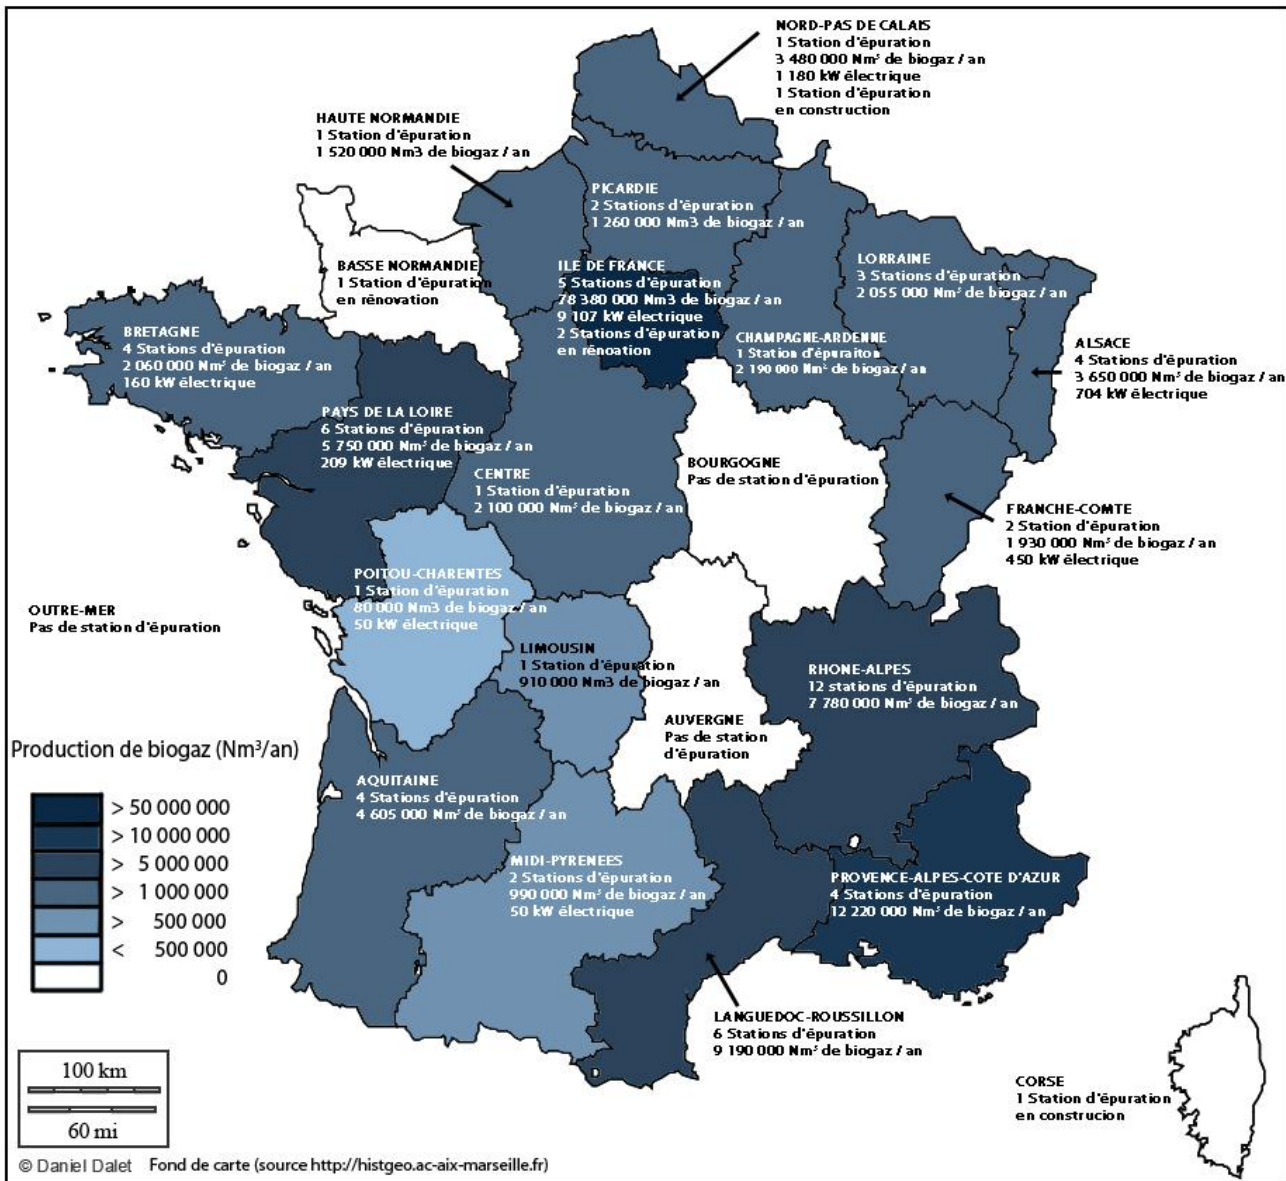 NORD-PAS DE CALAIS
1 Station d'épuration
3 480 000 Nm³ de biogaz / an
1 180 kW électrique
1 Station d'épuration
en construction
HAUTE NORMANDIE
1 Station d'épuration
1 520 000 Nm3 de biogaz / an
PICARDIE
2 Stations d'épuration
1 260 000 Nm3 de biogaz / an
BASSE NORMANDIE
1 Station d'épuration
en rénovation
ILE DE FRANCE
5 Stations d'épuration
78 380 000 Nm3 de biogaz / an
9 107 kW électrique
2 Stations d'épuration
en rénoation
LORRAINE
3 Stations d'épuration
2 055 000 Nm³ de biogaz / an
BRETAGNE
4 Stations d'épuration
2 060 000 Nm³ de biogaz / an
160 kW électrique
CHAMPAGNE-ARDENNE
1 Station d'épuraiton
2 190 000 Nm³ de biogaz / an
ALSACE
4 Stations d'épuration
3 650 000 Nm³ de biogaz / an
704 kW électrique
PAYS DE LA LOIRE
6 Stations d'épuration
5 750 000 Nm³ de biogaz / an
209 kW électrique
CENTRE
1 Station d'épuration
2 100 000 Nm³ de biogaz / an
BOURGOGNE
Pas de station d'épuration
FRANCHE-COMTE
2 Station d'épuration
1 930 000 Nm³ de biogaz / an
450 kW électrique
POITOU-CHARENTES
1 Station d'épuration
80 000 Nm3 de biogaz / an
50 kW électrique
OUTRE-MER
Pas de station d'épuration
LIMOUSIN
1 Station d'épuration
910 000 Nm3 de biogaz / an
RHONE-ALPES
12 stations d'épuration
7 780 000 Nm³ de biogaz / an
AUVERGNE
Pas de station
d'épuration
AQUITAINE
4 Stations d'épuration
4 605 000 Nm³ de biogaz / an
MIDI-PYRENEES
2 Stations d'épuration
990 000 Nm³ de biogaz / an
50 kW électrique
PROVENCE-ALPES-COTE D'AZUR
4 Stations d'épuration
12 220 000 Nm³ de biogaz / an
LANGUEDOC-ROUSSILLON
6 Stations d'épuration
9 190 000 Nm³ de biogaz / an
CORSE
1 Station d'épuration
en construcion
Production de biogaz (Nm³/an)
> 50 000 000
> 10 000 000
> 5 000 000
> 1 000 000
> 500 000
< 500 000
0
100 km
60 mi
© Daniel Dalet Fond de carte (source http://histgeo.ac-aix-marseille.fr)